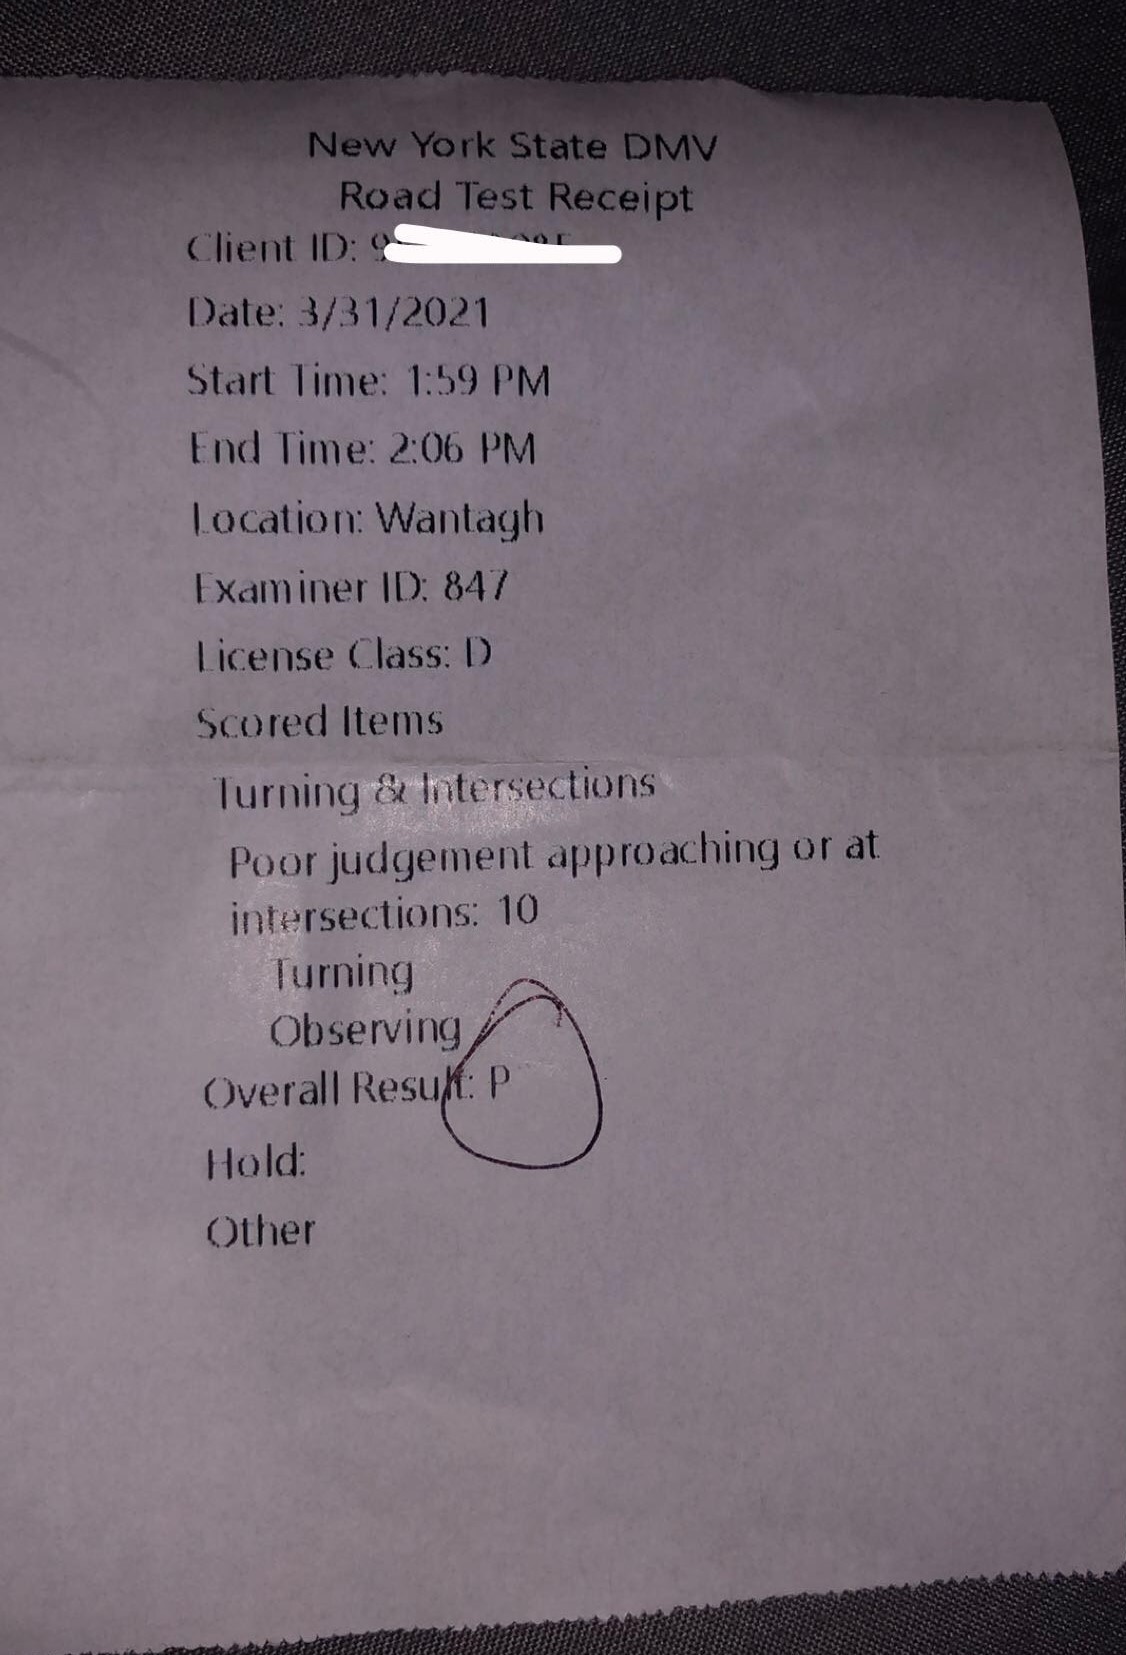 New York State DMV
Road Test Receipt
Client ID: 9
Date: 3/31/2021
Start Time: 1:59 PM
End Time: 2:06 PM
Location: Wantagh
Examiner ID: 847
License Class: D
Scored Items
Turning & Intersections
Poor judgement approaching or at
intersections: 10
Turning
Observing
Overall Result: P
Hold:
Other